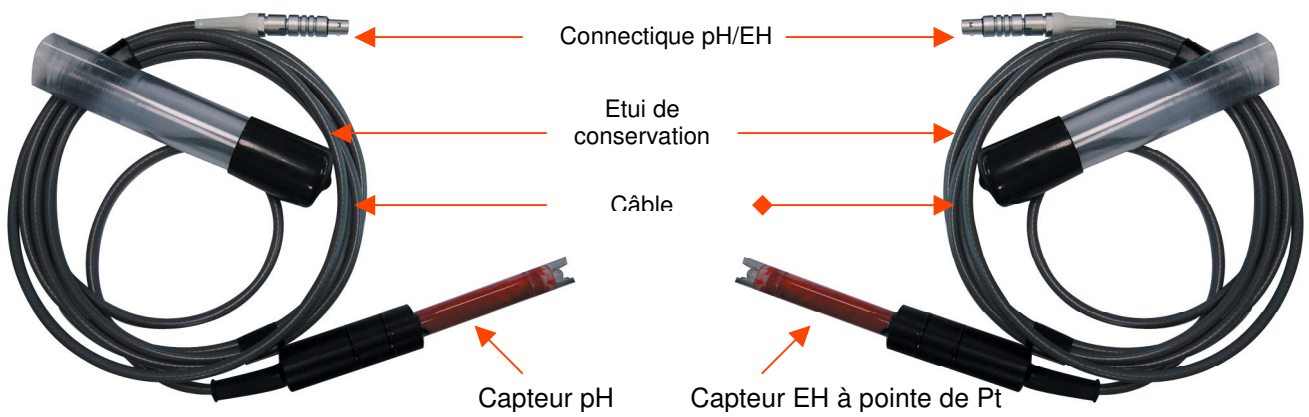 Connectique pH/EH
Etui de
conservation
Câble
Capteur pH
Capteur EH à pointe de Pt